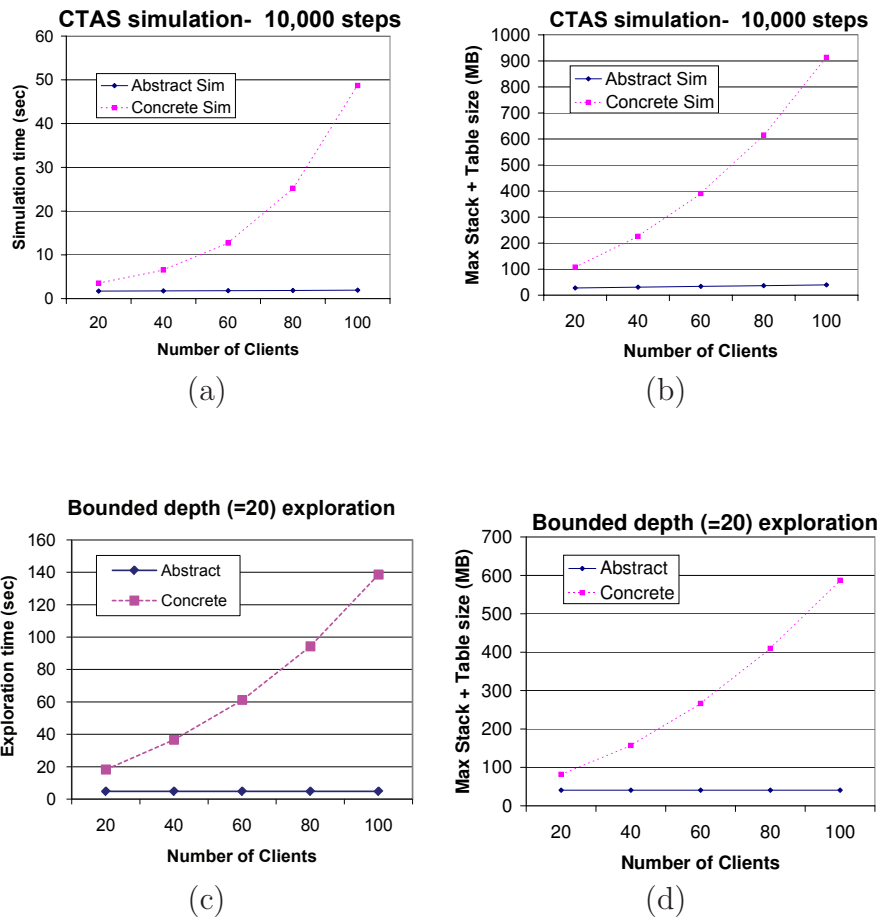 CTAS simulation- 10,000 steps
60
50
40
30
20
10
0
Simulation time (sec)
Abstract Sim
Concrete Sim
20 40 60 80 100
Number of Clients
(a)
CTAS simulation- 10,000 steps
1000
900
800
700
600
500
400
300
200
100
0
Max Stack + Table size (MB)
Abstract Sim
Concrete Sim
20 40 60 80 100
Number of Clients
(b)
Bounded depth (=20) exploration
160
140
120
100
80
60
40
20
0
Exploration time (sec)
Abstract
Concrete
20 40 60 80 100
Number of Clients
(c)
Bounded depth (=20) exploration
700
600
500
400
300
200
100
0
Max Stack + Table size (MB)
Abstract
Concrete
20 40 60 80 100
Number of Clients
(d)